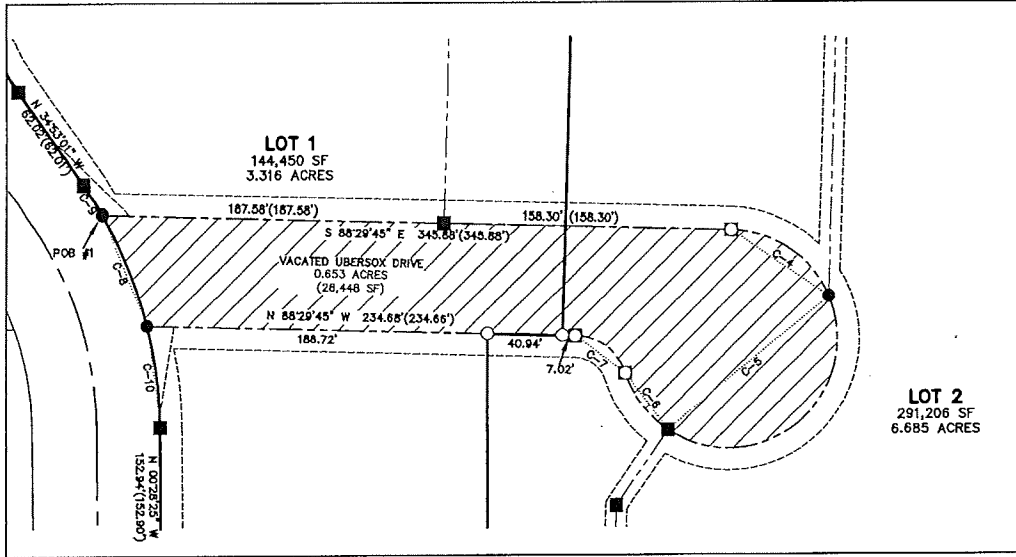 N 34°53'01" W
62.02'(62.01')
LOT 1
144,450 SF
3.316 ACRES
C-9
187.58'(187.58')
158.30' (158.30')
S 88°29'45" E 345.88'(345.88')
POB #1
C-8
VACATED UBERSOX DRIVE
0.653 ACRES
(28,448 SF)
C-4
N 88°29'45" W 234.68'(234.66')
188.72'
40.94'
7.02'
C-7
C-5
C-10
C-6
LOT 2
291,206 SF
6.685 ACRES
N 00°28'25" W
152.94'(152.90')